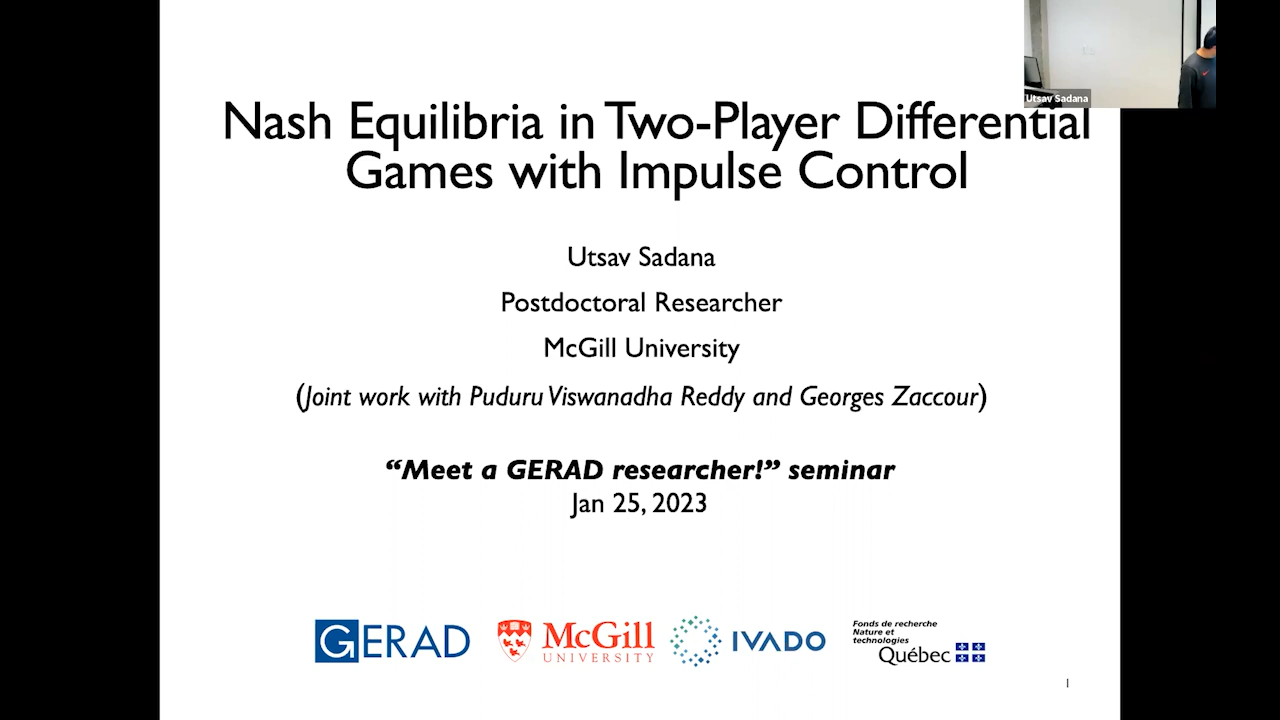 Utsav Sadana
Nash Equilibria in Two-Player Differential
Games with Impulse Control
Utsav Sadana
Postdoctoral Researcher
McGill University
(Joint work with Puduru Viswanadha Reddy and Georges Zaccour)
“Meet a GERAD researcher!” seminar
Jan 25, 2023
GERAD
McGill
UNIVERSITY
IVADO
Fonds de recherche
Nature et
technologies
Québec
1